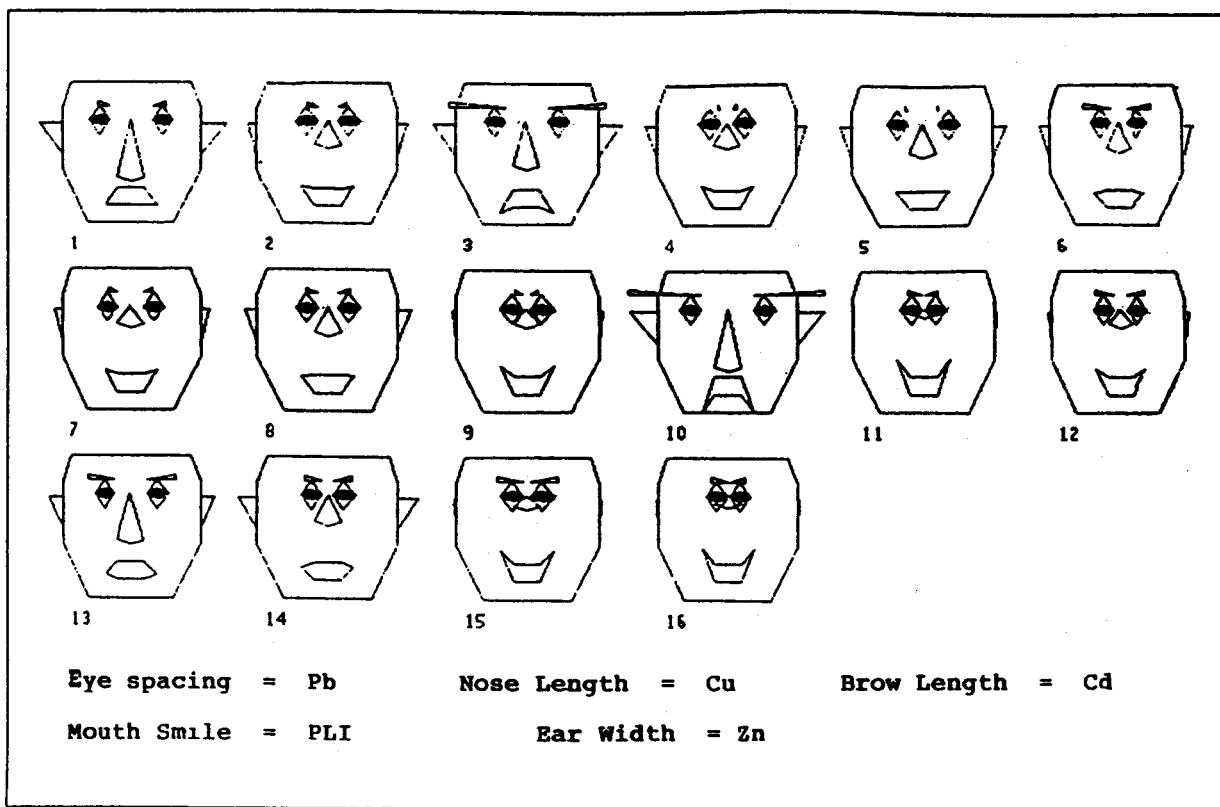 1 2 3 4 5 6
7 8 9 10 11 12
13 14 15 16
Eye spacing = Pb Nose Length = Cu Brow Length = Cd
Mouth Smile = PLI Ear Width = Zn